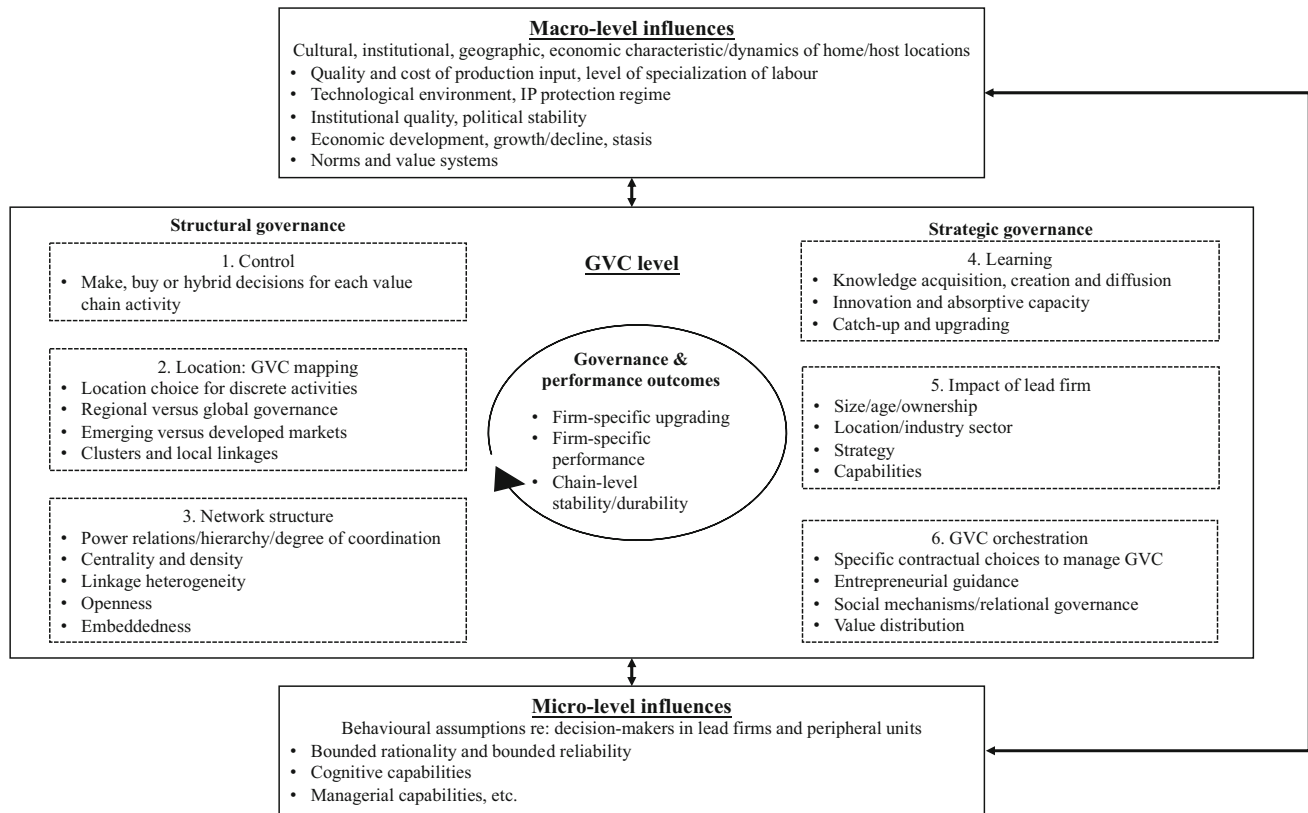 Macro-level influences
Cultural, institutional, geographic, economic characteristic/dynamics of home/host locations
• Quality and cost of production input, level of specialization of labour
• Technological environment, IP protection regime
• Institutional quality, political stability
• Economic development, growth/decline, stasis
• Norms and value systems
Structural governance
1. Control
• Make, buy or hybrid decisions for each value
chain activity
2. Location: GVC mapping
• Location choice for discrete activities
• Regional versus global governance
• Emerging versus developed markets
• Clusters and local linkages
3. Network structure
• Power relations/hierarchy/degree of coordination
• Centrality and density
• Linkage heterogeneity
• Openness
• Embeddedness
GVC level
Governance &
performance outcomes
• Firm-specific upgrading
• Firm-specific
performance
• Chain-level
stability/durability
Strategic governance
4. Learning
• Knowledge acquisition, creation and diffusion
• Innovation and absorptive capacity
• Catch-up and upgrading
5. Impact of lead firm
• Size/age/ownership
• Location/industry sector
• Strategy
• Capabilities
6. GVC orchestration
• Specific contractual choices to manage GVC
• Entrepreneurial guidance
• Social mechanisms/relational governance
• Value distribution
Micro-level influences
Behavioural assumptions re: decision-makers in lead firms and peripheral units
• Bounded rationality and bounded reliability
• Cognitive capabilities
• Managerial capabilities, etc.